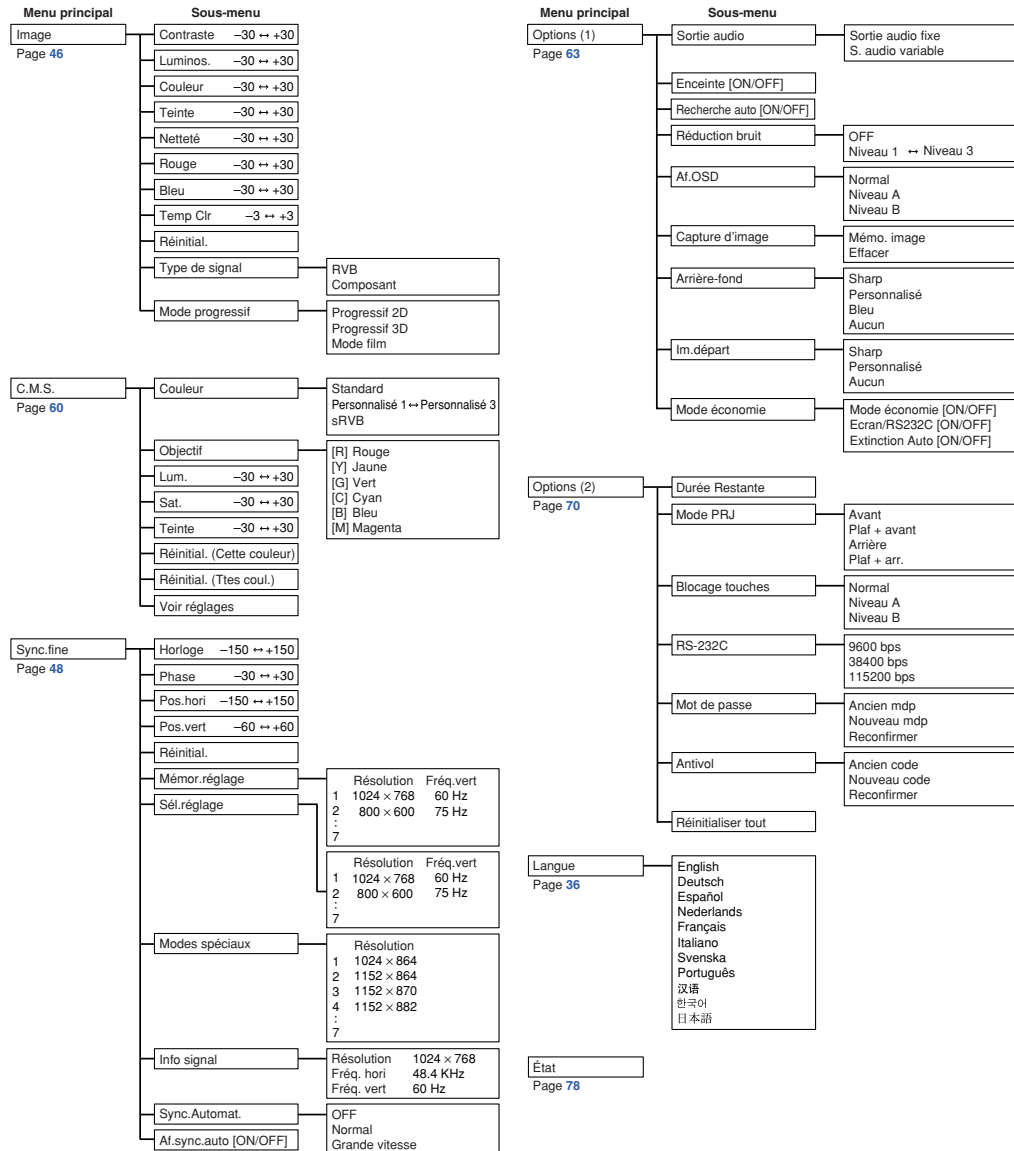 Menu principal Sous-menu
Image
Page 46
Contraste −30 ↔ +30
Luminos. −30 ↔ +30
Couleur −30 ↔ +30
Teinte −30 ↔ +30
Netteté −30 ↔ +30
Rouge −30 ↔ +30
Bleu −30 ↔ +30
Temp Clr −3 ↔ +3
Réinitial.
Type de signal
RVB
Composant
Mode progressif
Progressif 2D
Progressif 3D
Mode film
C.M.S.
Page 60
Couleur
Standard
Personnalisé 1 ↔ Personnalisé 3
sRVB
Objectif
[R] Rouge
[Y] Jaune
[G] Vert
[C] Cyan
[B] Bleu
[M] Magenta
Lum. −30 ↔ +30
Sat. −30 ↔ +30
Teinte −30 ↔ +30
Réinitial. (Cette couleur)
Réinitial. (Ttes coul.)
Voir réglages
Sync.fine
Page 48
Horloge −150 ↔ +150
Phase −30 ↔ +30
Pos.hori −150 ↔ +150
Pos.vert −60 ↔ +60
Réinitial.
Mémor.réglage
Résolution Fréq.vert
1 1024 × 768 60 Hz
2 800 × 600 75 Hz
:
7
Sél.réglage
Résolution Fréq.vert
1 1024 × 768 60 Hz
2 800 × 600 75 Hz
:
7
Modes spéciaux
Résolution
1 1024 × 864
2 1152 × 864
3 1152 × 870
4 1152 × 882
:
7
Info signal
Résolution 1024 × 768
Fréq. hori 48.4 KHz
Fréq. vert 60 Hz
Sync.Automat.
OFF
Normal
Grande vitesse
Af.sync.auto [ON/OFF]
Menu principal Sous-menu
Options (1)
Page 63
Sortie audio
Sortie audio fixe
S. audio variable
Enceinte [ON/OFF]
Recherche auto [ON/OFF]
Réduction bruit
OFF
Niveau 1 ↔ Niveau 3
Af.OSD
Normal
Niveau A
Niveau B
Capture d'image
Mémo. image
Effacer
Arrière-fond
Sharp
Personnalisé
Bleu
Aucun
Im.départ
Sharp
Personnalisé
Aucun
Mode économie
Mode économie [ON/OFF]
Ecran/RS232C [ON/OFF]
Extinction Auto [ON/OFF]
Options (2)
Page 70
Durée Restante
Mode PRJ
Avant
Plaf + avant
Arrière
Plaf + arr.
Blocage touches
Normal
Niveau A
Niveau B
RS-232C
9600 bps
38400 bps
115200 bps
Mot de passe
Ancien mdp
Nouveau mdp
Reconfirmer
Antivol
Ancien code
Nouveau code
Reconfirmer
Réinitialiser tout
Langue
Page 36
English
Deutsch
Español
Nederlands
Français
Italiano
Svenska
Português
汉语
한국어
日本語
État
Page 78